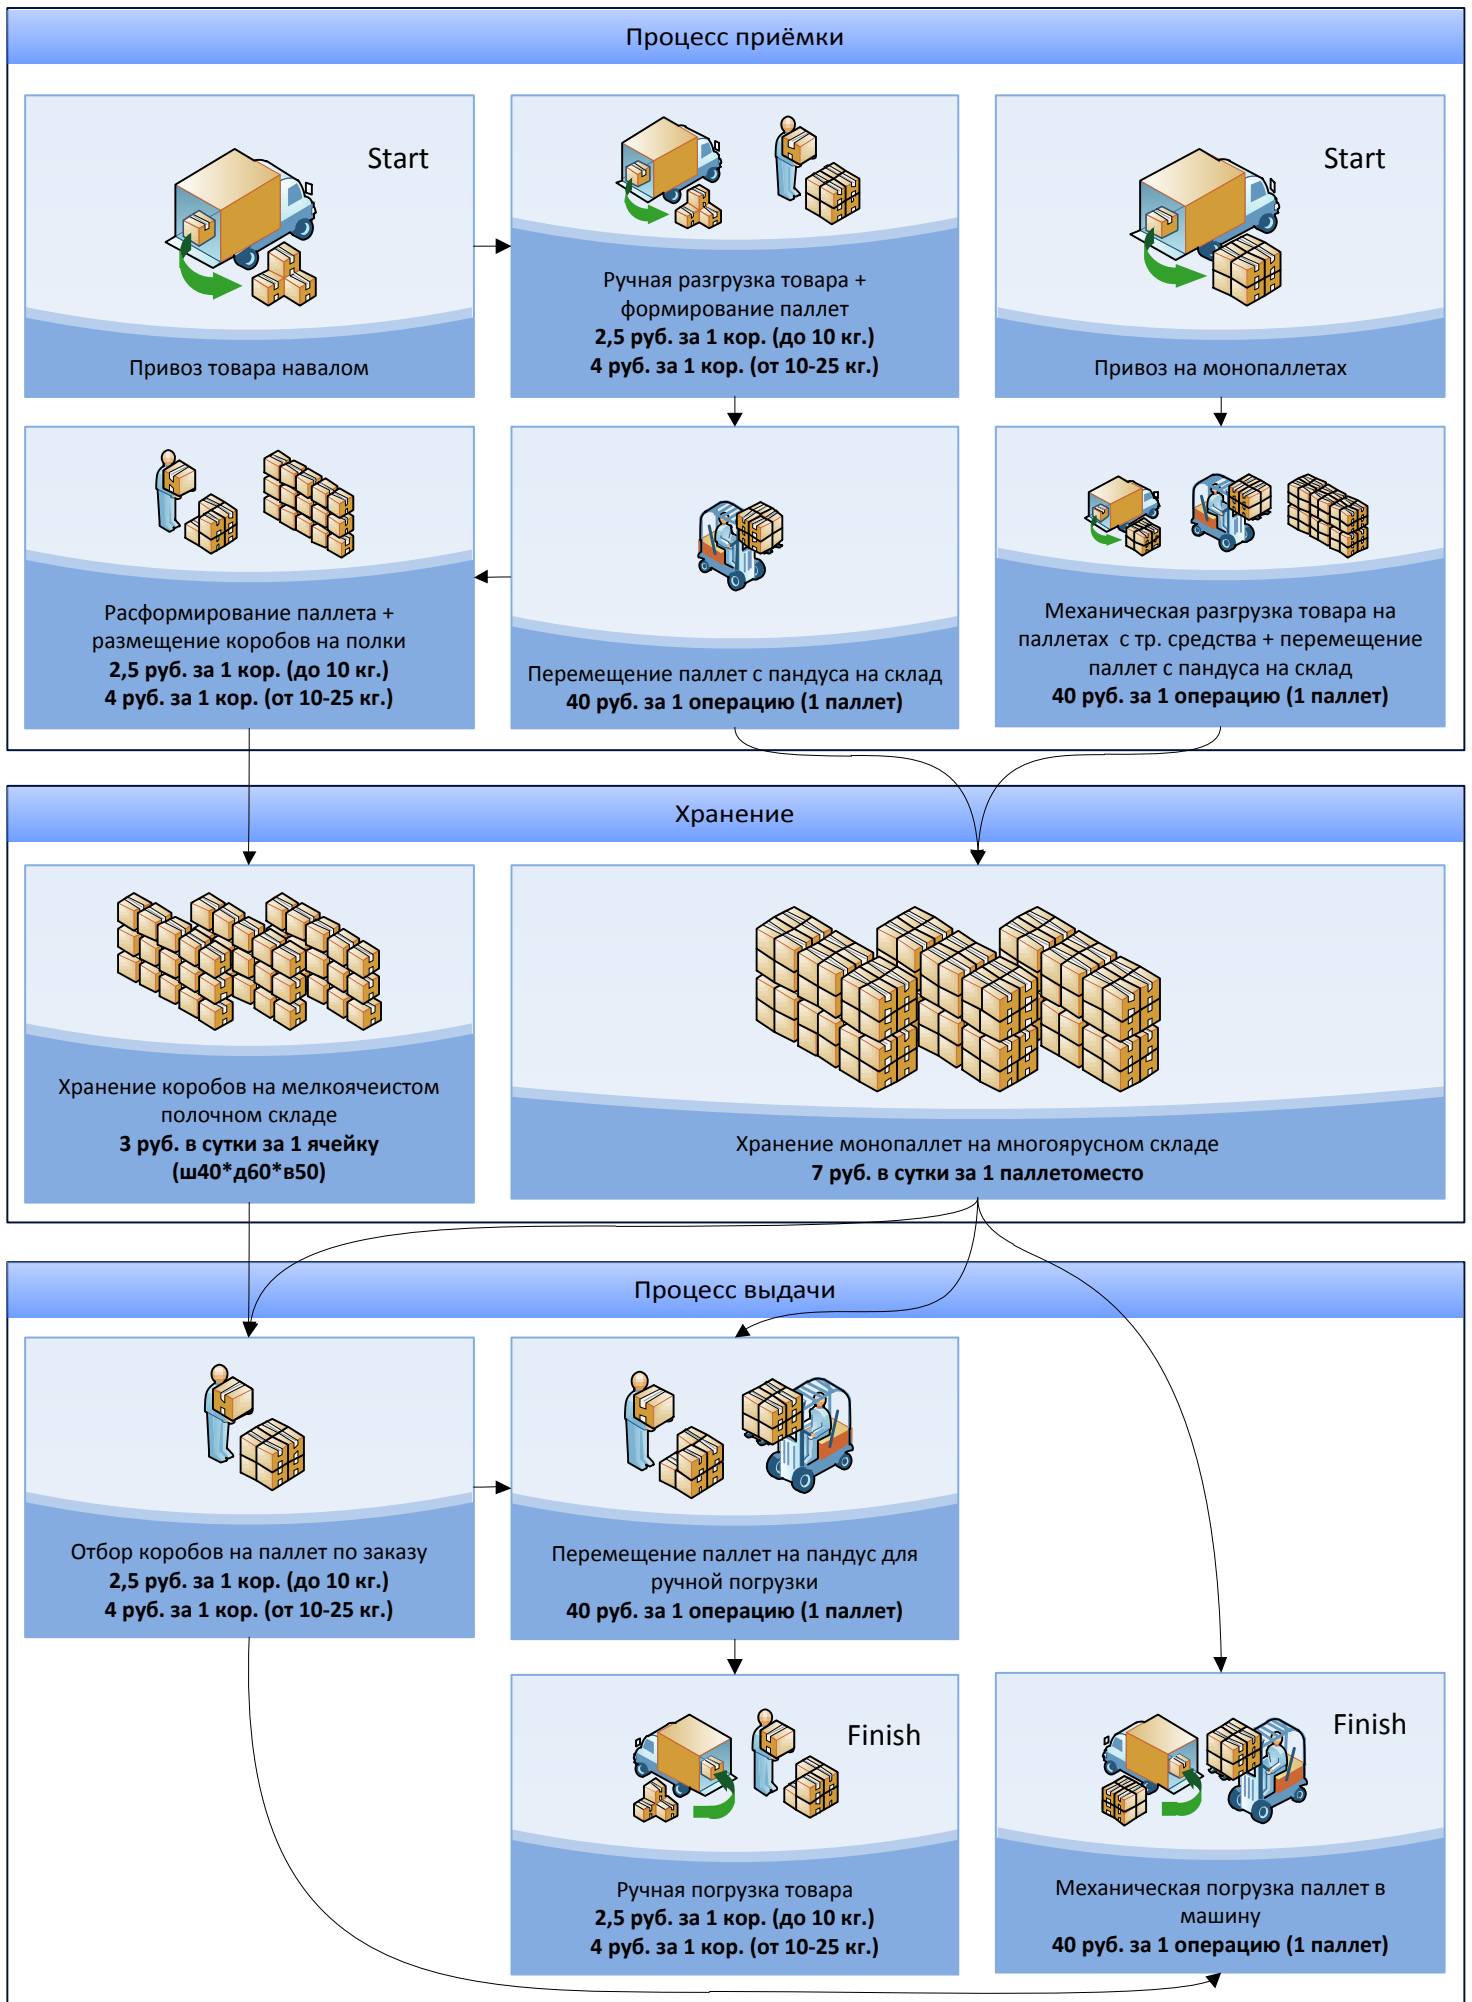 Процесс приёмки
Start
Привоз товара навалом
Ручная разгрузка товара +
формирование паллет
2,5 руб. за 1 кор. (до 10 кг.)
4 руб. за 1 кор. (от 10-25 кг.)
Start
Привоз на монопаллетах
Расформирование паллета +
размещение коробов на полки
2,5 руб. за 1 кор. (до 10 кг.)
4 руб. за 1 кор. (от 10-25 кг.)
Перемещение паллет с пандуса на склад
40 руб. за 1 операцию (1 паллет)
Механическая разгрузка товара на
паллетах с тр. средства + перемещение
паллет с пандуса на склад
40 руб. за 1 операцию (1 паллет)
Хранение
Хранение коробов на мелкоячеистом
полочном складе
3 руб. в сутки за 1 ячейку
(ш40*д60*в50)
Хранение монопаллет на многоярусном складе
7 руб. в сутки за 1 паллетоместо
Процесс выдачи
Отбор коробов на паллет по заказу
2,5 руб. за 1 кор. (до 10 кг.)
4 руб. за 1 кор. (от 10-25 кг.)
Перемещение паллет на пандус для
ручной погрузки
40 руб. за 1 операцию (1 паллет)
Finish
Ручная погрузка товара
2,5 руб. за 1 кор. (до 10 кг.)
4 руб. за 1 кор. (от 10-25 кг.)
Finish
Механическая погрузка паллет в
машину
40 руб. за 1 операцию (1 паллет)